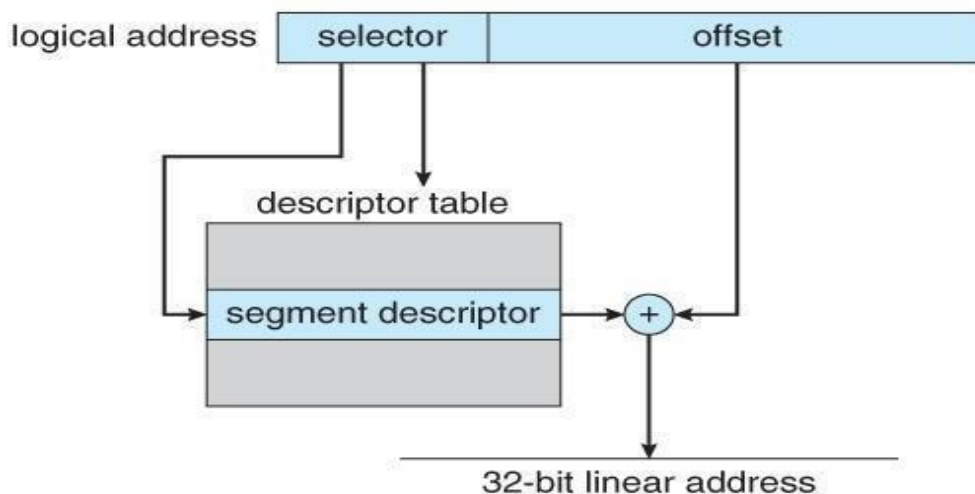 logical address selector offset
descriptor table
segment descriptor +
32-bit linear address